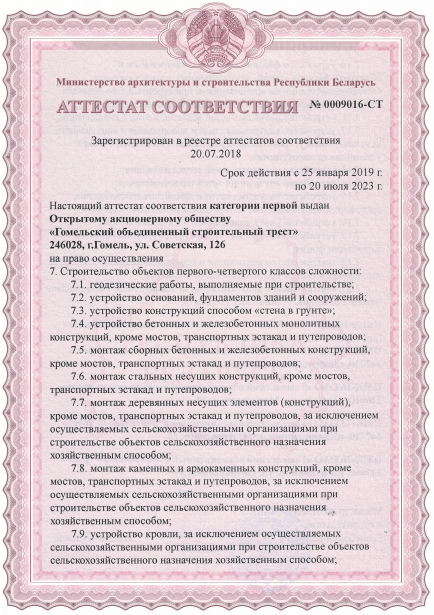 Министерство архитектуры и строительства Республики Беларусь
АТТЕСТАТ СООТВЕТСТВИЯ № 0009016-СТ
Зарегистрирован в реестре аттестатов соответствия
20.07.2018
Срок действия с 25 января 2019 г.
по 20 июля 2023 г.
Настоящий аттестат соответствия категории первой выдан
Открытому акционерному обществу
«Гомельский объединенный строительный трест»
246028, г.Гомель, ул. Советская, 126
на право осуществления
7. Строительство объектов первого-четвертого классов сложности:
7.1. геодезические работы, выполняемые при строительстве;
7.2. устройство оснований, фундаментов зданий и сооружений;
7.3. устройство конструкций способом «стена в грунте»;
7.4. устройство бетонных и железобетонных монолитных
конструкций, кроме мостов, транспортных эстакад и путепроводов;
7.5. монтаж сборных бетонных и железобетонных конструкций,
кроме мостов, транспортных эстакад и путепроводов;
7.6. монтаж стальных несущих конструкций, кроме мостов,
транспортных эстакад и путепроводов;
7.7. монтаж деревянных несущих элементов (конструкций),
кроме мостов, транспортных эстакад и путепроводов, за исключением
осуществляемых сельскохозяйственными организациями при
строительстве объектов сельскохозяйственного назначения
хозяйственным способом;
7.8. монтаж каменных и армокаменных конструкций, кроме
мостов, транспортных эстакад и путепроводов, за исключением
осуществляемых сельскохозяйственными организациями при
строительстве объектов сельскохозяйственного назначения
хозяйственным способом;
7.9. устройство кровли, за исключением осуществляемых
сельскохозяйственными организациями при строительстве объектов
сельскохозяйственного назначения хозяйственным способом;